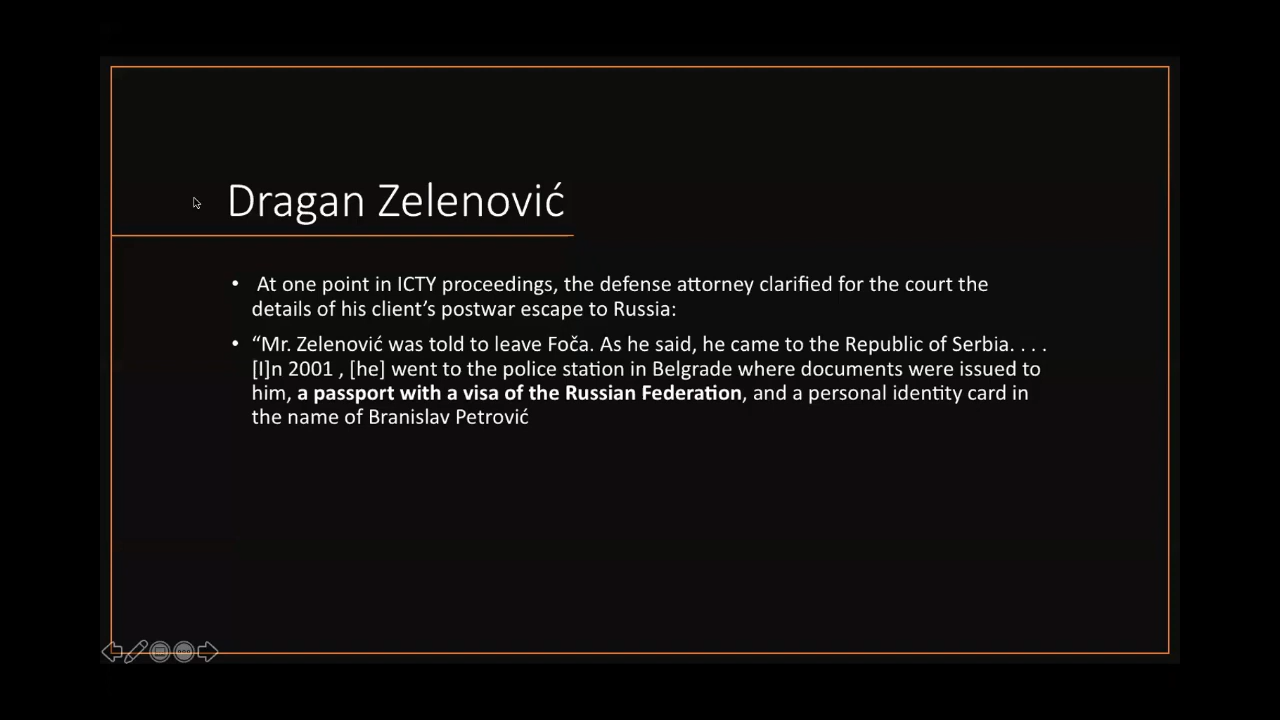 Dragan Zelenović
• At one point in ICTY proceedings, the defense attorney clarified for the court the
details of his client’s postwar escape to Russia:
• “Mr. Zelenović was told to leave Foča. As he said, he came to the Republic of Serbia. . . .
[I]n 2001 , [he] went to the police station in Belgrade where documents were issued to
him, a passport with a visa of the Russian Federation, and a personal identity card in
the name of Branislav Petrović